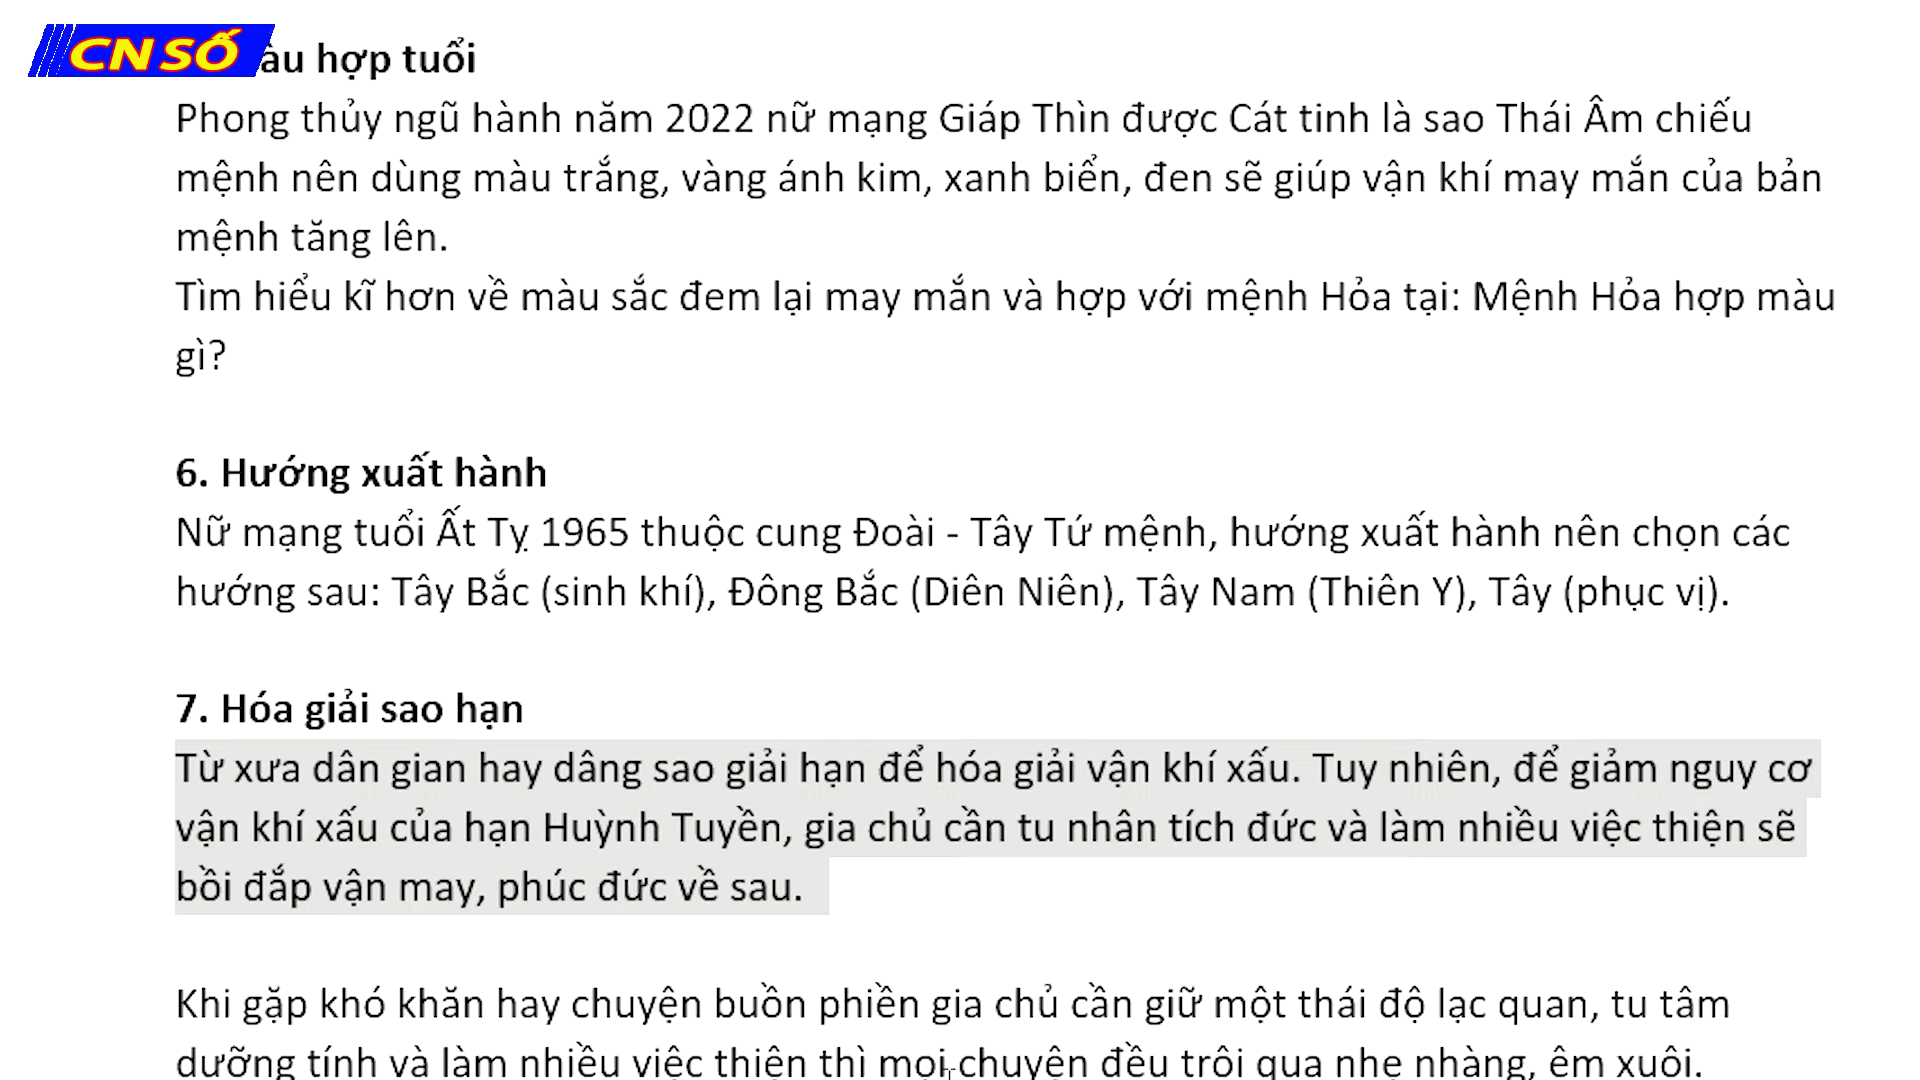 CN SỐ
àu hợp tuổi
Phong thủy ngũ hành năm 2022 nữ mạng Giáp Thìn được Cát tinh là sao Thái Âm chiếu
mệnh nên dùng màu trắng, vàng ánh kim, xanh biển, đen sẽ giúp vận khí may mắn của bản
mệnh tăng lên.
Tìm hiểu kĩ hơn về màu sắc đem lại may mắn và hợp với mệnh Hỏa tại: Mệnh Hỏa hợp màu
gì?
6. Hướng xuất hành
Nữ mạng tuổi Ất Tỵ 1965 thuộc cung Đoài - Tây Tứ mệnh, hướng xuất hành nên chọn các
hướng sau: Tây Bắc (sinh khí), Đông Bắc (Diên Niên), Tây Nam (Thiên Y), Tây (phục vị).
7. Hóa giải sao hạn
Từ xưa dân gian hay dâng sao giải hạn để hóa giải vận khí xấu. Tuy nhiên, để giảm nguy cơ
vận khí xấu của hạn Huỳnh Tuyền, gia chủ cần tu nhân tích đức và làm nhiều việc thiện sẽ
bồi đắp vận may, phúc đức về sau.
Khi gặp khó khăn hay chuyện buồn phiền gia chủ cần giữ một thái độ lạc quan, tu tâm
dưỡng tính và làm nhiều việc thiện thì mọi chuyện đều trôi qua nhẹ nhàng, êm xuôi.